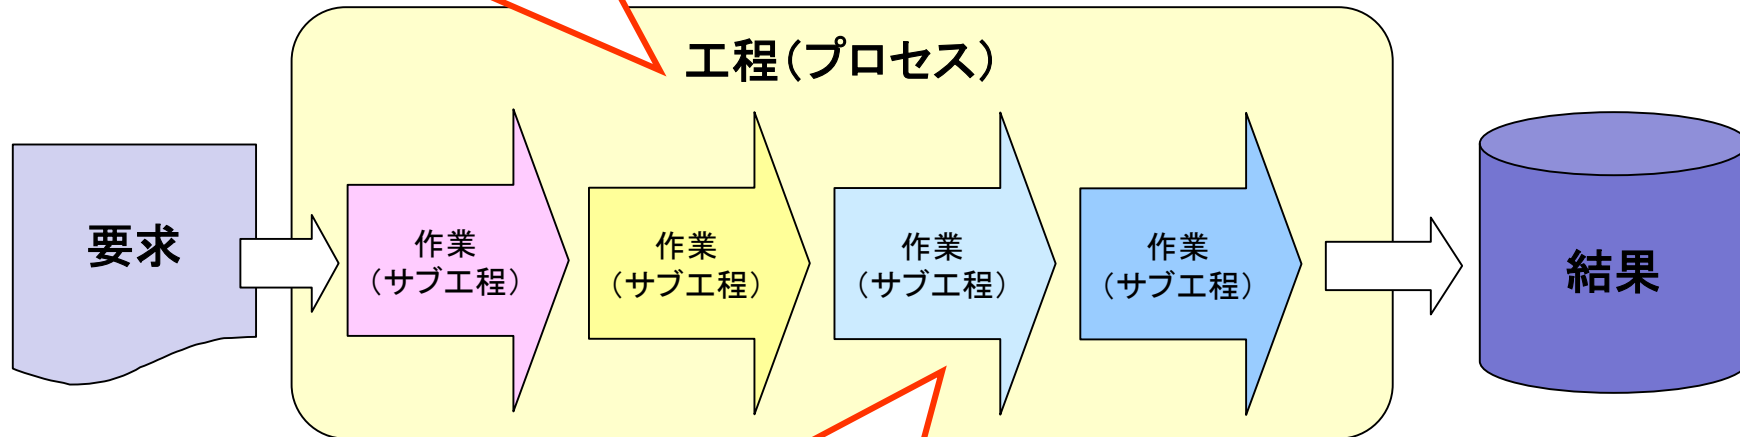 工程(プロセス)
要求
作業
(サブ工程)
作業
(サブ工程)
作業
(サブ工程)
作業
(サブ工程)
結果